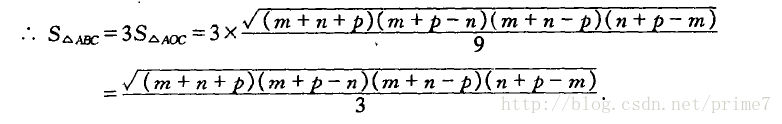 ∴ S△ABC = 3S△AOC = 3 × √(m+n+p)(m+p−n)(m+n−p)(n+p−m) / 9
= √(m+n+p)(m+p−n)(m+n−p)(n+p−m) / 3 .
http://blog.csdn.net/prime7